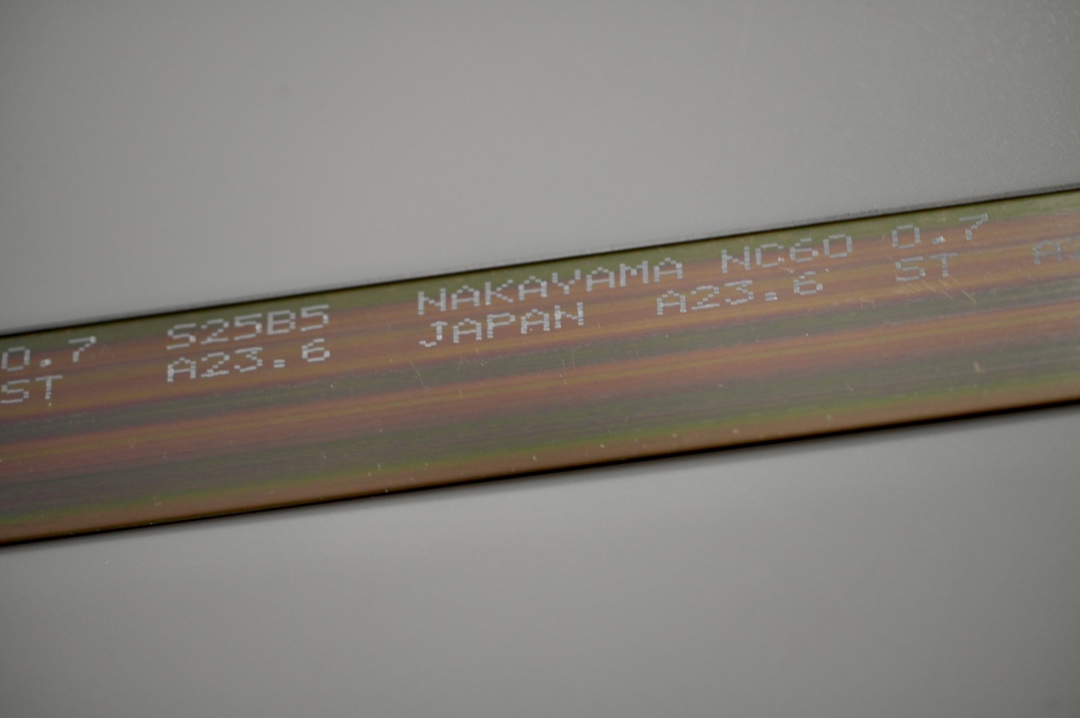 0.7 S25B5 NAKAYAMA NC60 0.7
ST A23.6 JAPAN A23.6 ST